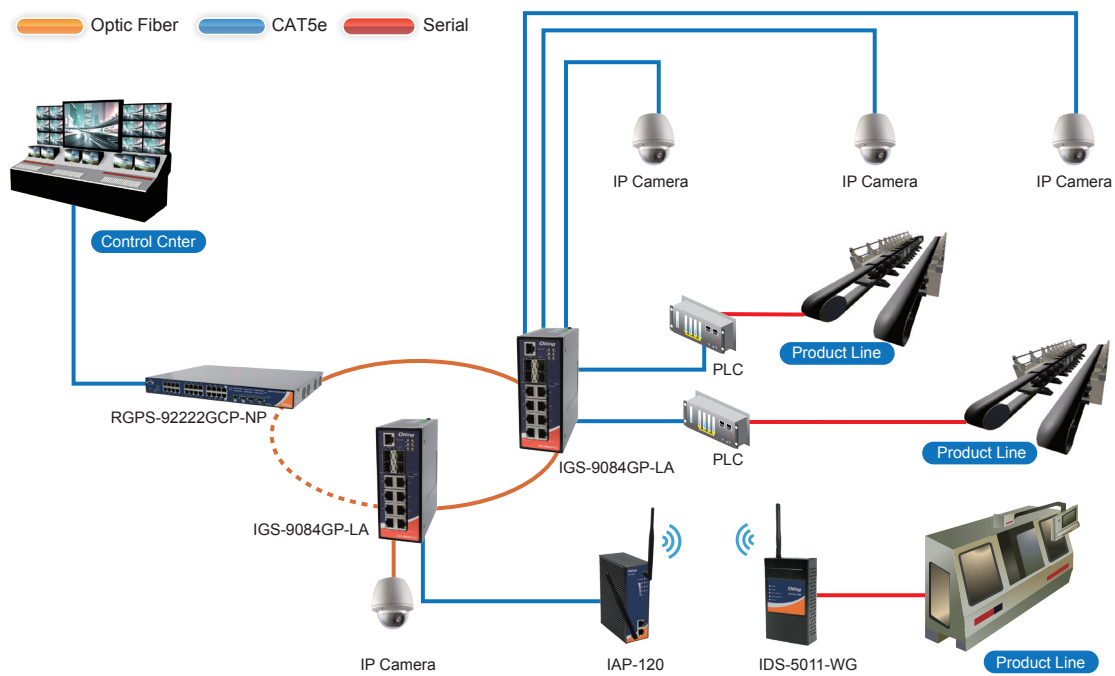 Optic Fiber
CAT5e
Serial
IP Camera
IP Camera
IP Camera
Control Cnter
Product Line
PLC
RGPS-92222GCP-NP
IGS-9084GP-LA
PLC
Product Line
IGS-9084GP-LA
IP Camera
IAP-120
IDS-5011-WG
Product Line